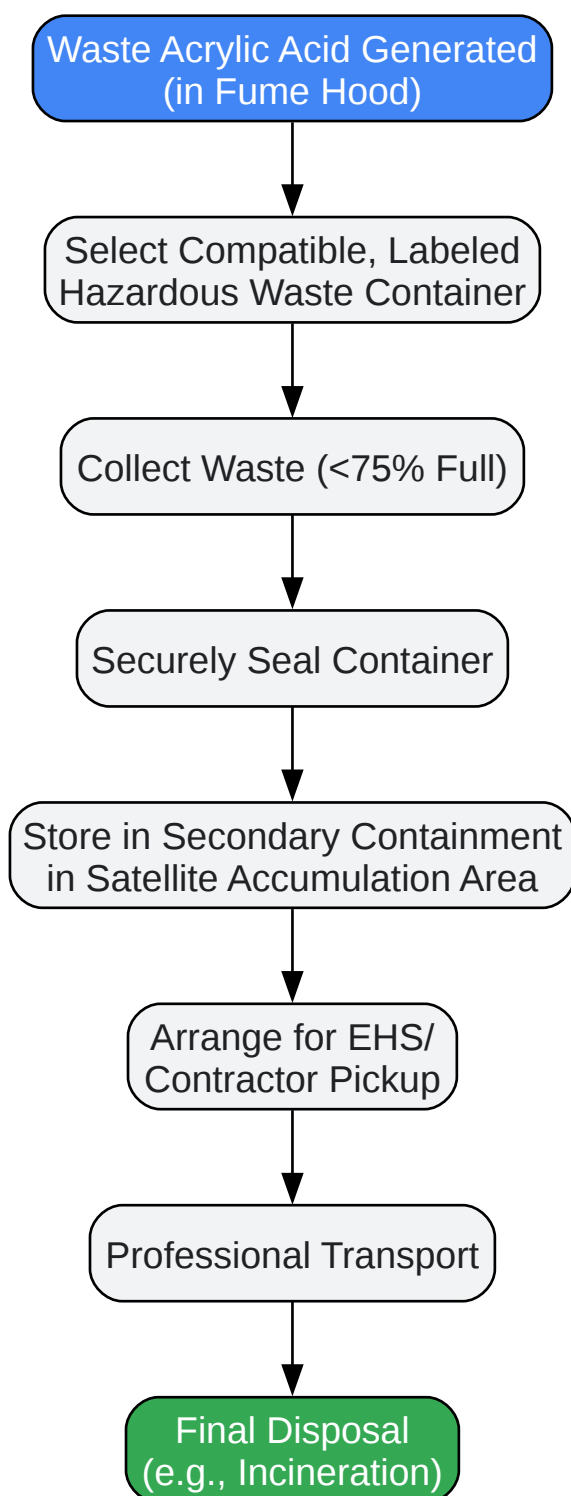 Waste Acrylic Acid Generated
(in Fume Hood)
Select Compatible, Labeled
Hazardous Waste Container
Collect Waste (<75% Full)
Securely Seal Container
Store in Secondary Containment
in Satellite Accumulation Area
Arrange for EHS/
Contractor Pickup
Professional Transport
Final Disposal
(e.g., Incineration)